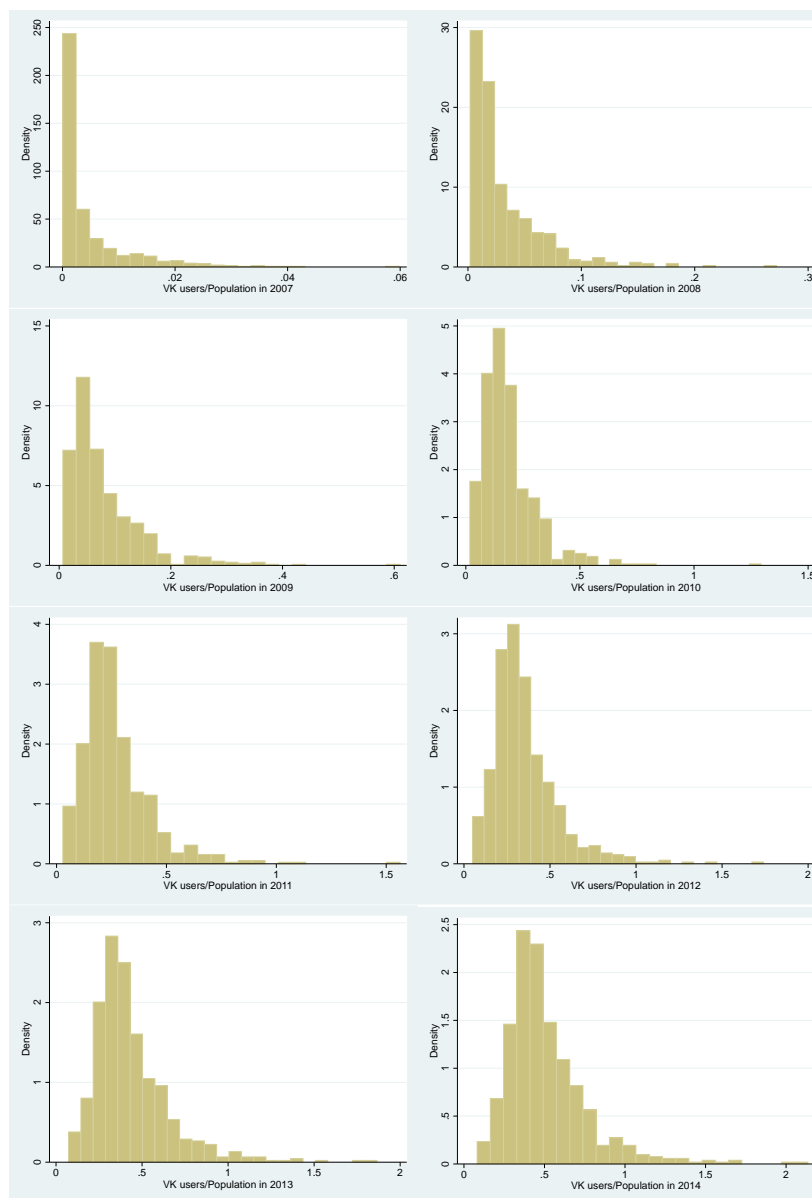 250
200
150
100
50
0
Density
0 .02 .04 .06
VK users/Population in 2007
30
20
10
0
Density
0 .1 .2 .3
VK users/Population in 2008
15
10
5
0
Density
0 .2 .4 .6
VK users/Population in 2009
5
4
3
2
1
0
Density
0 .5 1 1.5
VK users/Population in 2010
4
3
2
1
0
Density
0 .5 1 1.5
VK users/Population in 2011
3
2
1
0
Density
0 .5 1 1.5 2
VK users/Population in 2012
3
2
1
0
Density
0 .5 1 1.5 2
VK users/Population in 2013
2.5
2
1.5
1
.5
0
Density
0 .5 1 1.5 2
VK users/Population in 2014